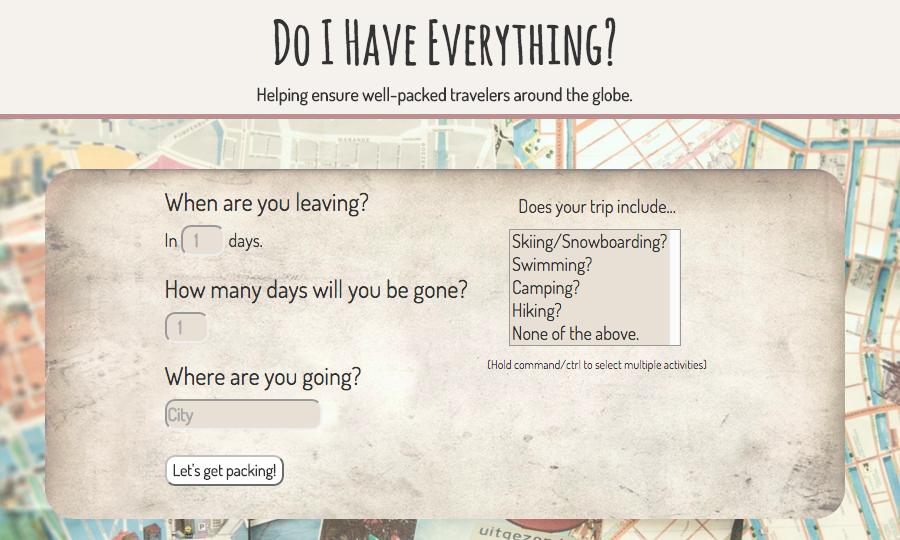 Do I Have Everything?
Helping ensure well-packed travelers around the globe.
When are you leaving?
In 1 days.
How many days will you be gone?
1
Where are you going?
City
Let's get packing!
Does your trip include...
Skiing/Snowboarding?
Swimming?
Camping?
Hiking?
None of the above.
(Hold command/ctrl to select multiple activities)
uitgezon